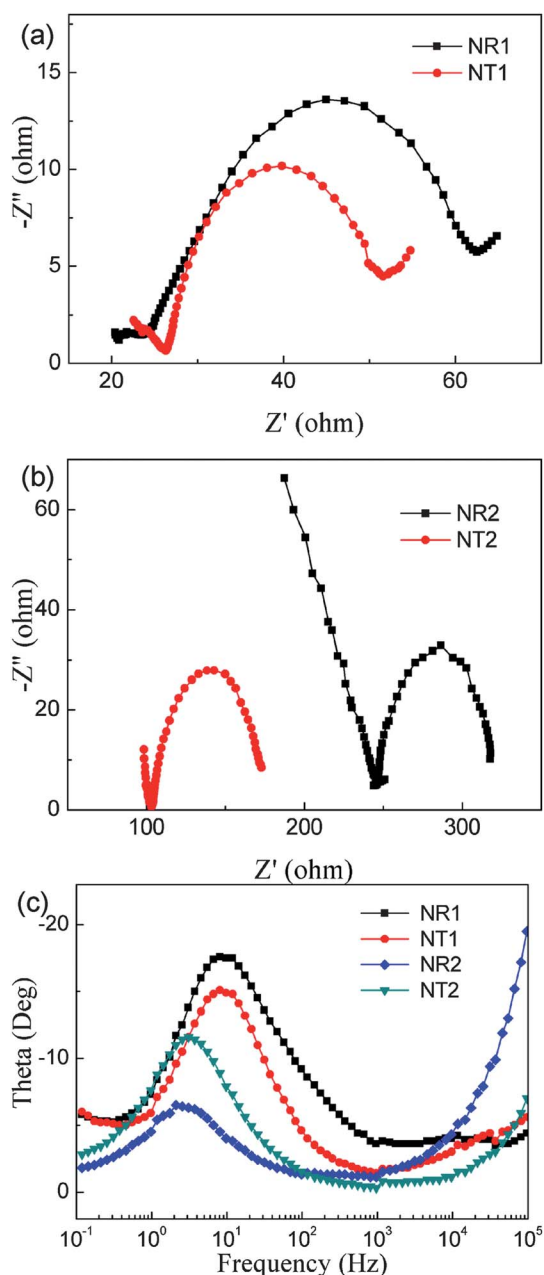 (a)
NR1
NT1
15
10
5
0
-Z" (ohm)
20
40
60
Z' (ohm)
(b)
NR2
NT2
60
40
20
0
-Z" (ohm)
100
200
300
Z' (ohm)
(c)
NR1
NT1
NR2
NT2
-20
-10
0
Theta (Deg)
10⁻¹ 10⁰ 10¹ 10² 10³ 10⁴ 10⁵
Frequency (Hz)